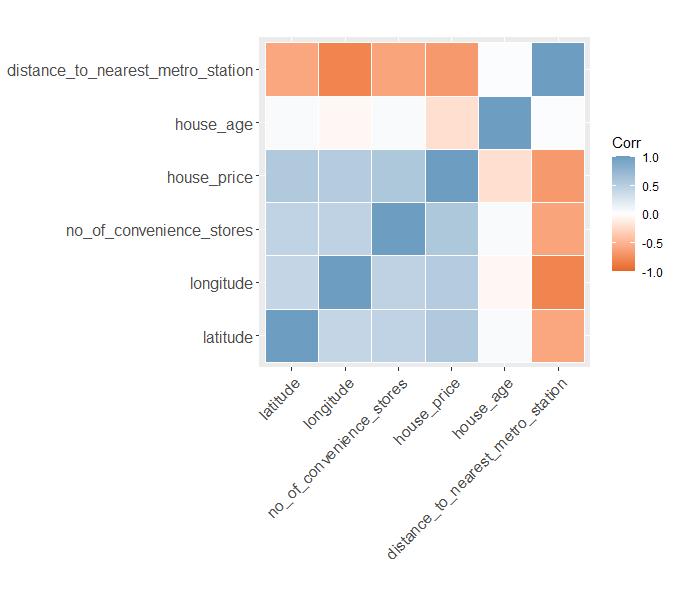 distance_to_nearest_metro_station
house_age
house_price
no_of_convenience_stores
longitude
latitude
latitude
longitude
no_of_convenience_stores
house_price
house_age
distance_to_nearest_metro_station
Corr
1.0
0.5
0.0
-0.5
-1.0